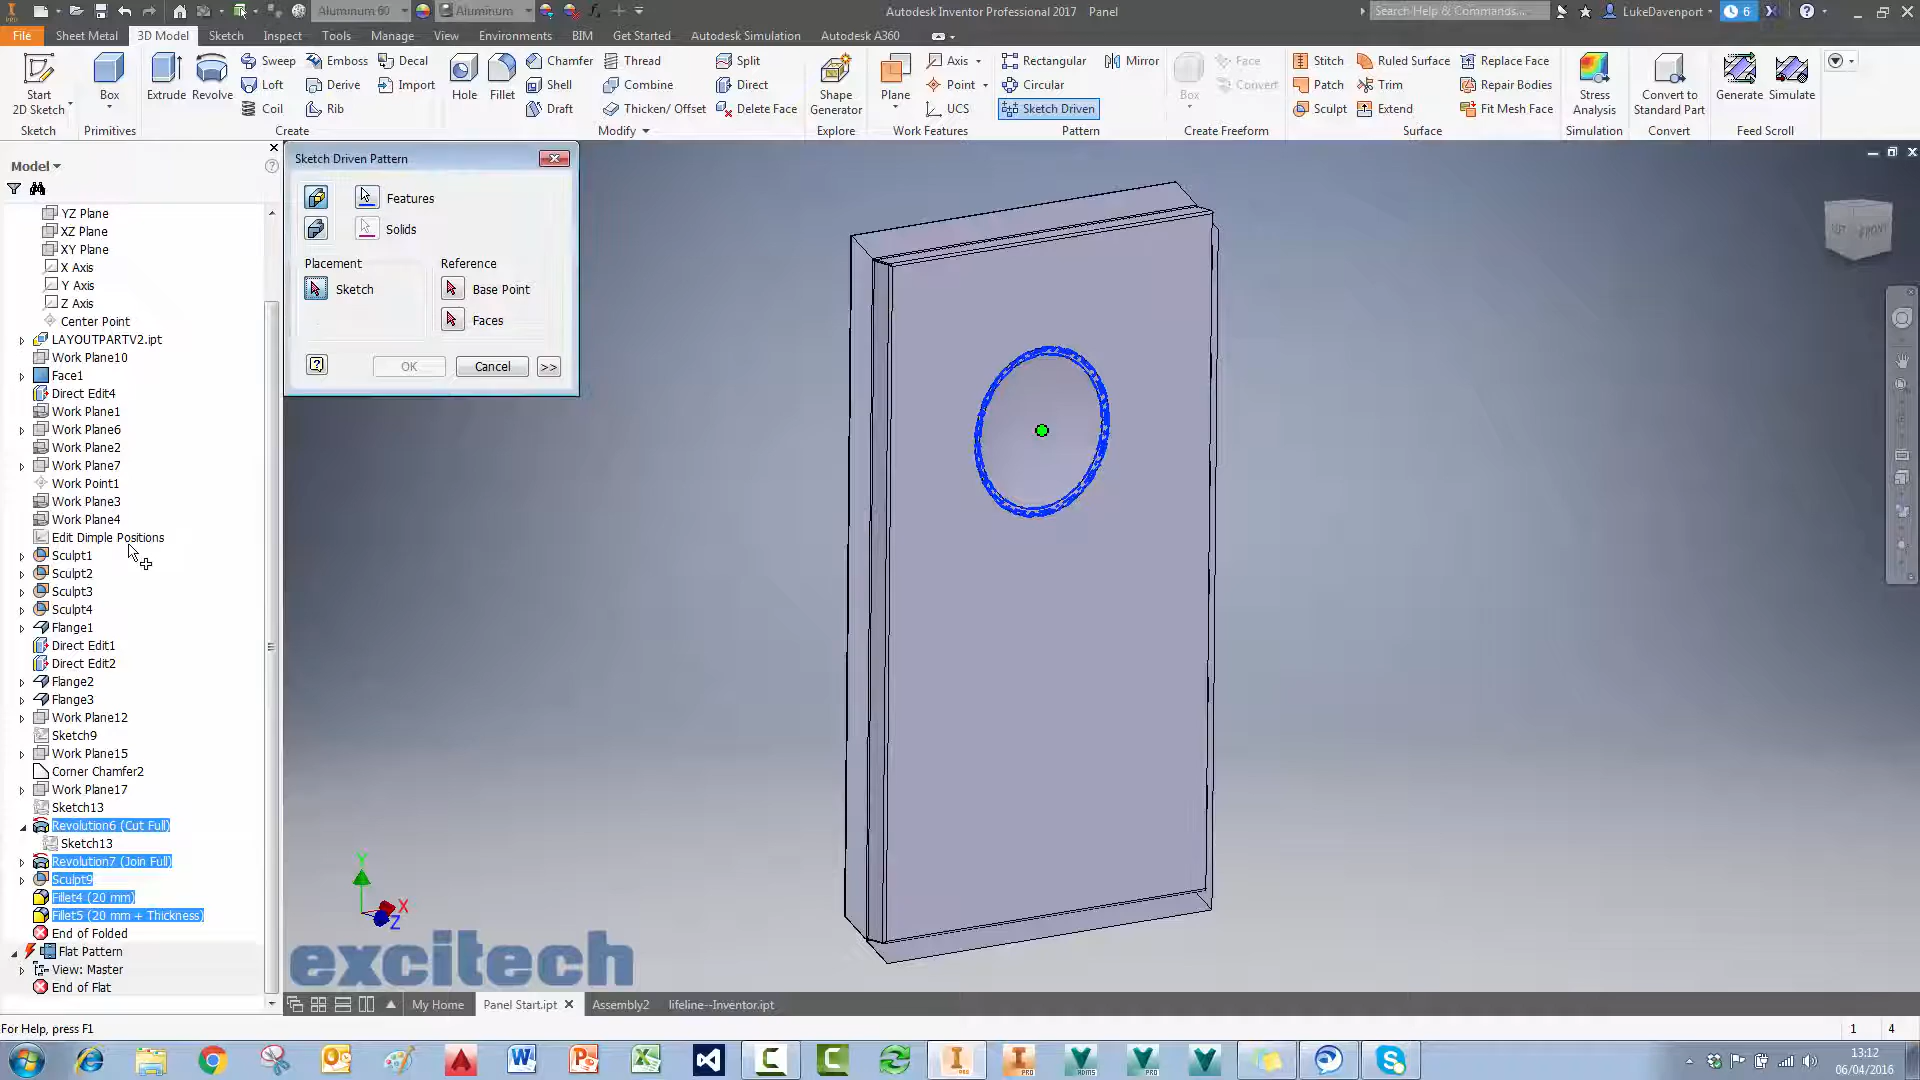 Aluminum 60
Aluminum
Autodesk Inventor Professional 2017 Panel
Search Help & Commands...
LukeDavenport
6
File
Sheet Metal
3D Model
Sketch
Inspect
Tools
Manage
View
Environments
BIM
Get Started
Autodesk Simulation
Autodesk A360
Start
2D Sketch
Sketch
Box
Primitives
Extrude
Revolve
Sweep
Loft
Coil
Emboss
Derive
Rib
Decal
Import
Create
Hole
Fillet
Chamfer
Shell
Draft
Thread
Combine
Thicken/ Offset
Split
Direct
Delete Face
Modify
Shape
Generator
Explore
Plane
Axis
Point
UCS
Work Features
Rectangular
Circular
Sketch Driven
Mirror
Pattern
Box
Face
Convert
Create Freeform
Stitch
Patch
Sculpt
Ruled Surface
Trim
Extend
Replace Face
Repair Bodies
Fit Mesh Face
Surface
Stress
Analysis
Simulation
Convert to
Standard Part
Convert
Generate
Simulate
Feed Scroll
Model
YZ Plane
XZ Plane
XY Plane
X Axis
Y Axis
Z Axis
Center Point
LAYOUTPARTV2.ipt
Work Plane10
Face1
Direct Edit4
Work Plane1
Work Plane6
Work Plane2
Work Plane7
Work Point1
Work Plane3
Work Plane4
Edit Dimple Positions
Sculpt1
Sculpt2
Sculpt3
Sculpt4
Flange1
Direct Edit1
Direct Edit2
Flange2
Flange3
Work Plane12
Sketch9
Work Plane15
Corner Chamfer2
Work Plane17
Sketch13
Revolution6 (Cut Full)
Sketch13
Revolution7 (Join Full)
Sculpt9
Fillet4 (20 mm)
Fillet5 (20 mm + Thickness)
End of Folded
Flat Pattern
View: Master
End of Flat
Sketch Driven Pattern
Features
Solids
Placement
Sketch
Reference
Base Point
Faces
OK
Cancel
>>
FRONT
Y
X
Z
excitech
My Home
Panel Start.ipt
Assembly2
lifeline--Inventor.ipt
For Help, press F1
1
4
13:12
06/04/2016